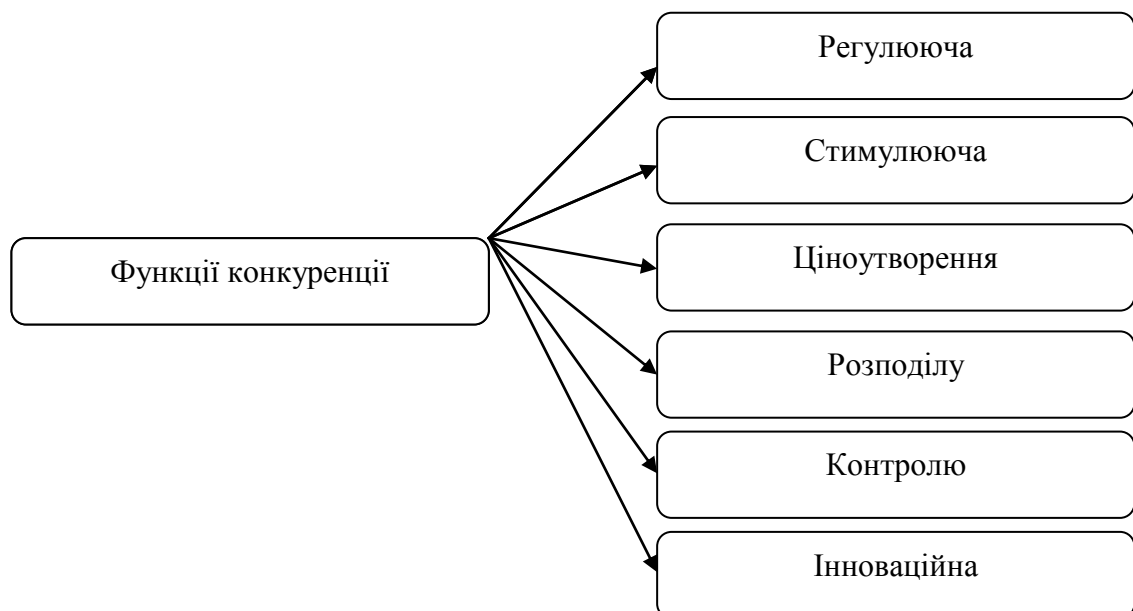 Регулююча
Стимулююча
Функції конкуренції
Ціноутворення
Розподілу
Контролю
Інноваційна